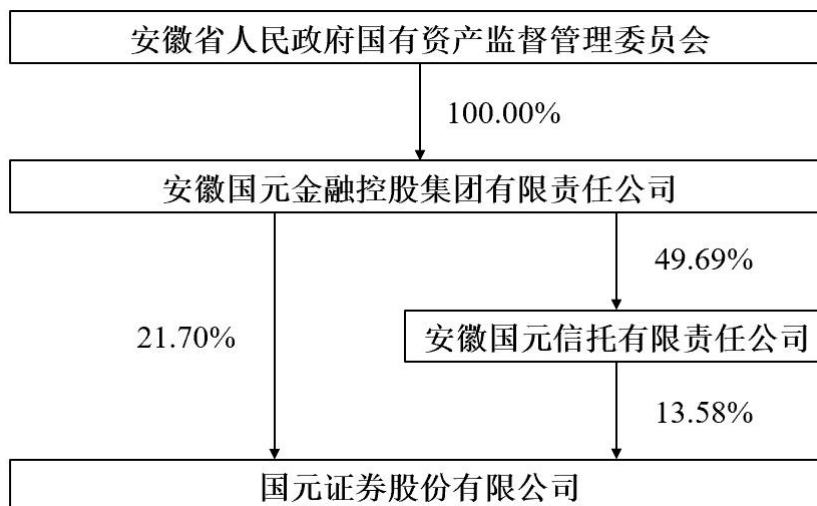 安徽省人民政府国有资产监督管理委员会
100.00%
安徽国元金融控股集团有限责任公司
49.69%
21.70%
安徽国元信托有限责任公司
13.58%
国元证券股份有限公司